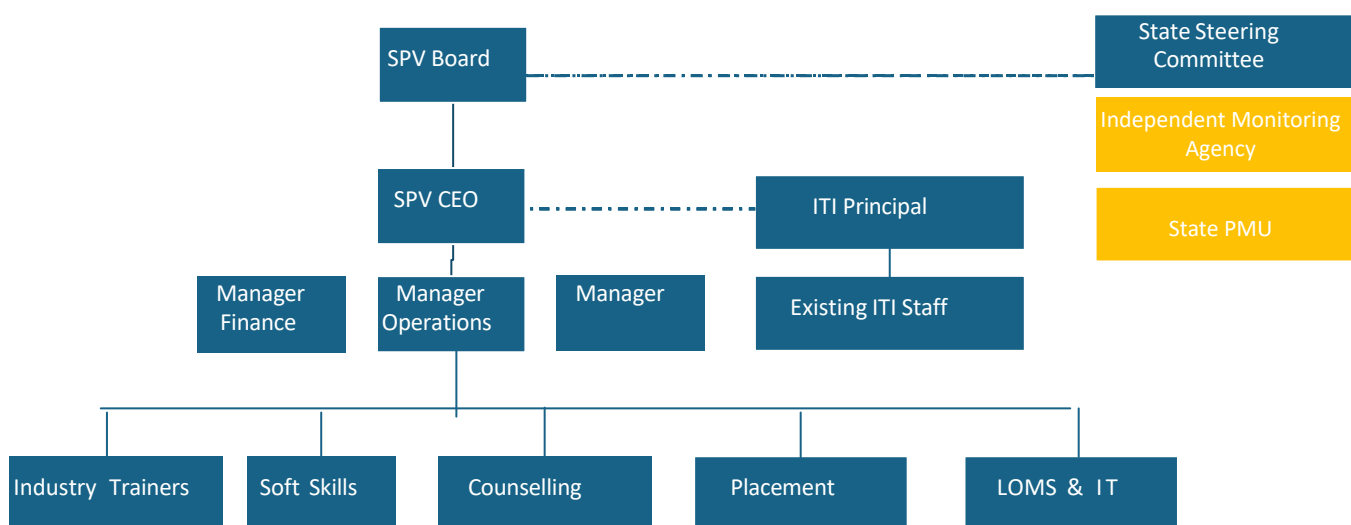 SPV Board
State Steering
Committee
Independent Monitoring
Agency
SPV CEO
ITI Principal
State PMU
Manager
Finance
Manager
Operations
Manager
Existing ITI Staff
Industry Trainers
Soft Skills
Counselling
Placement
LOMS & IT